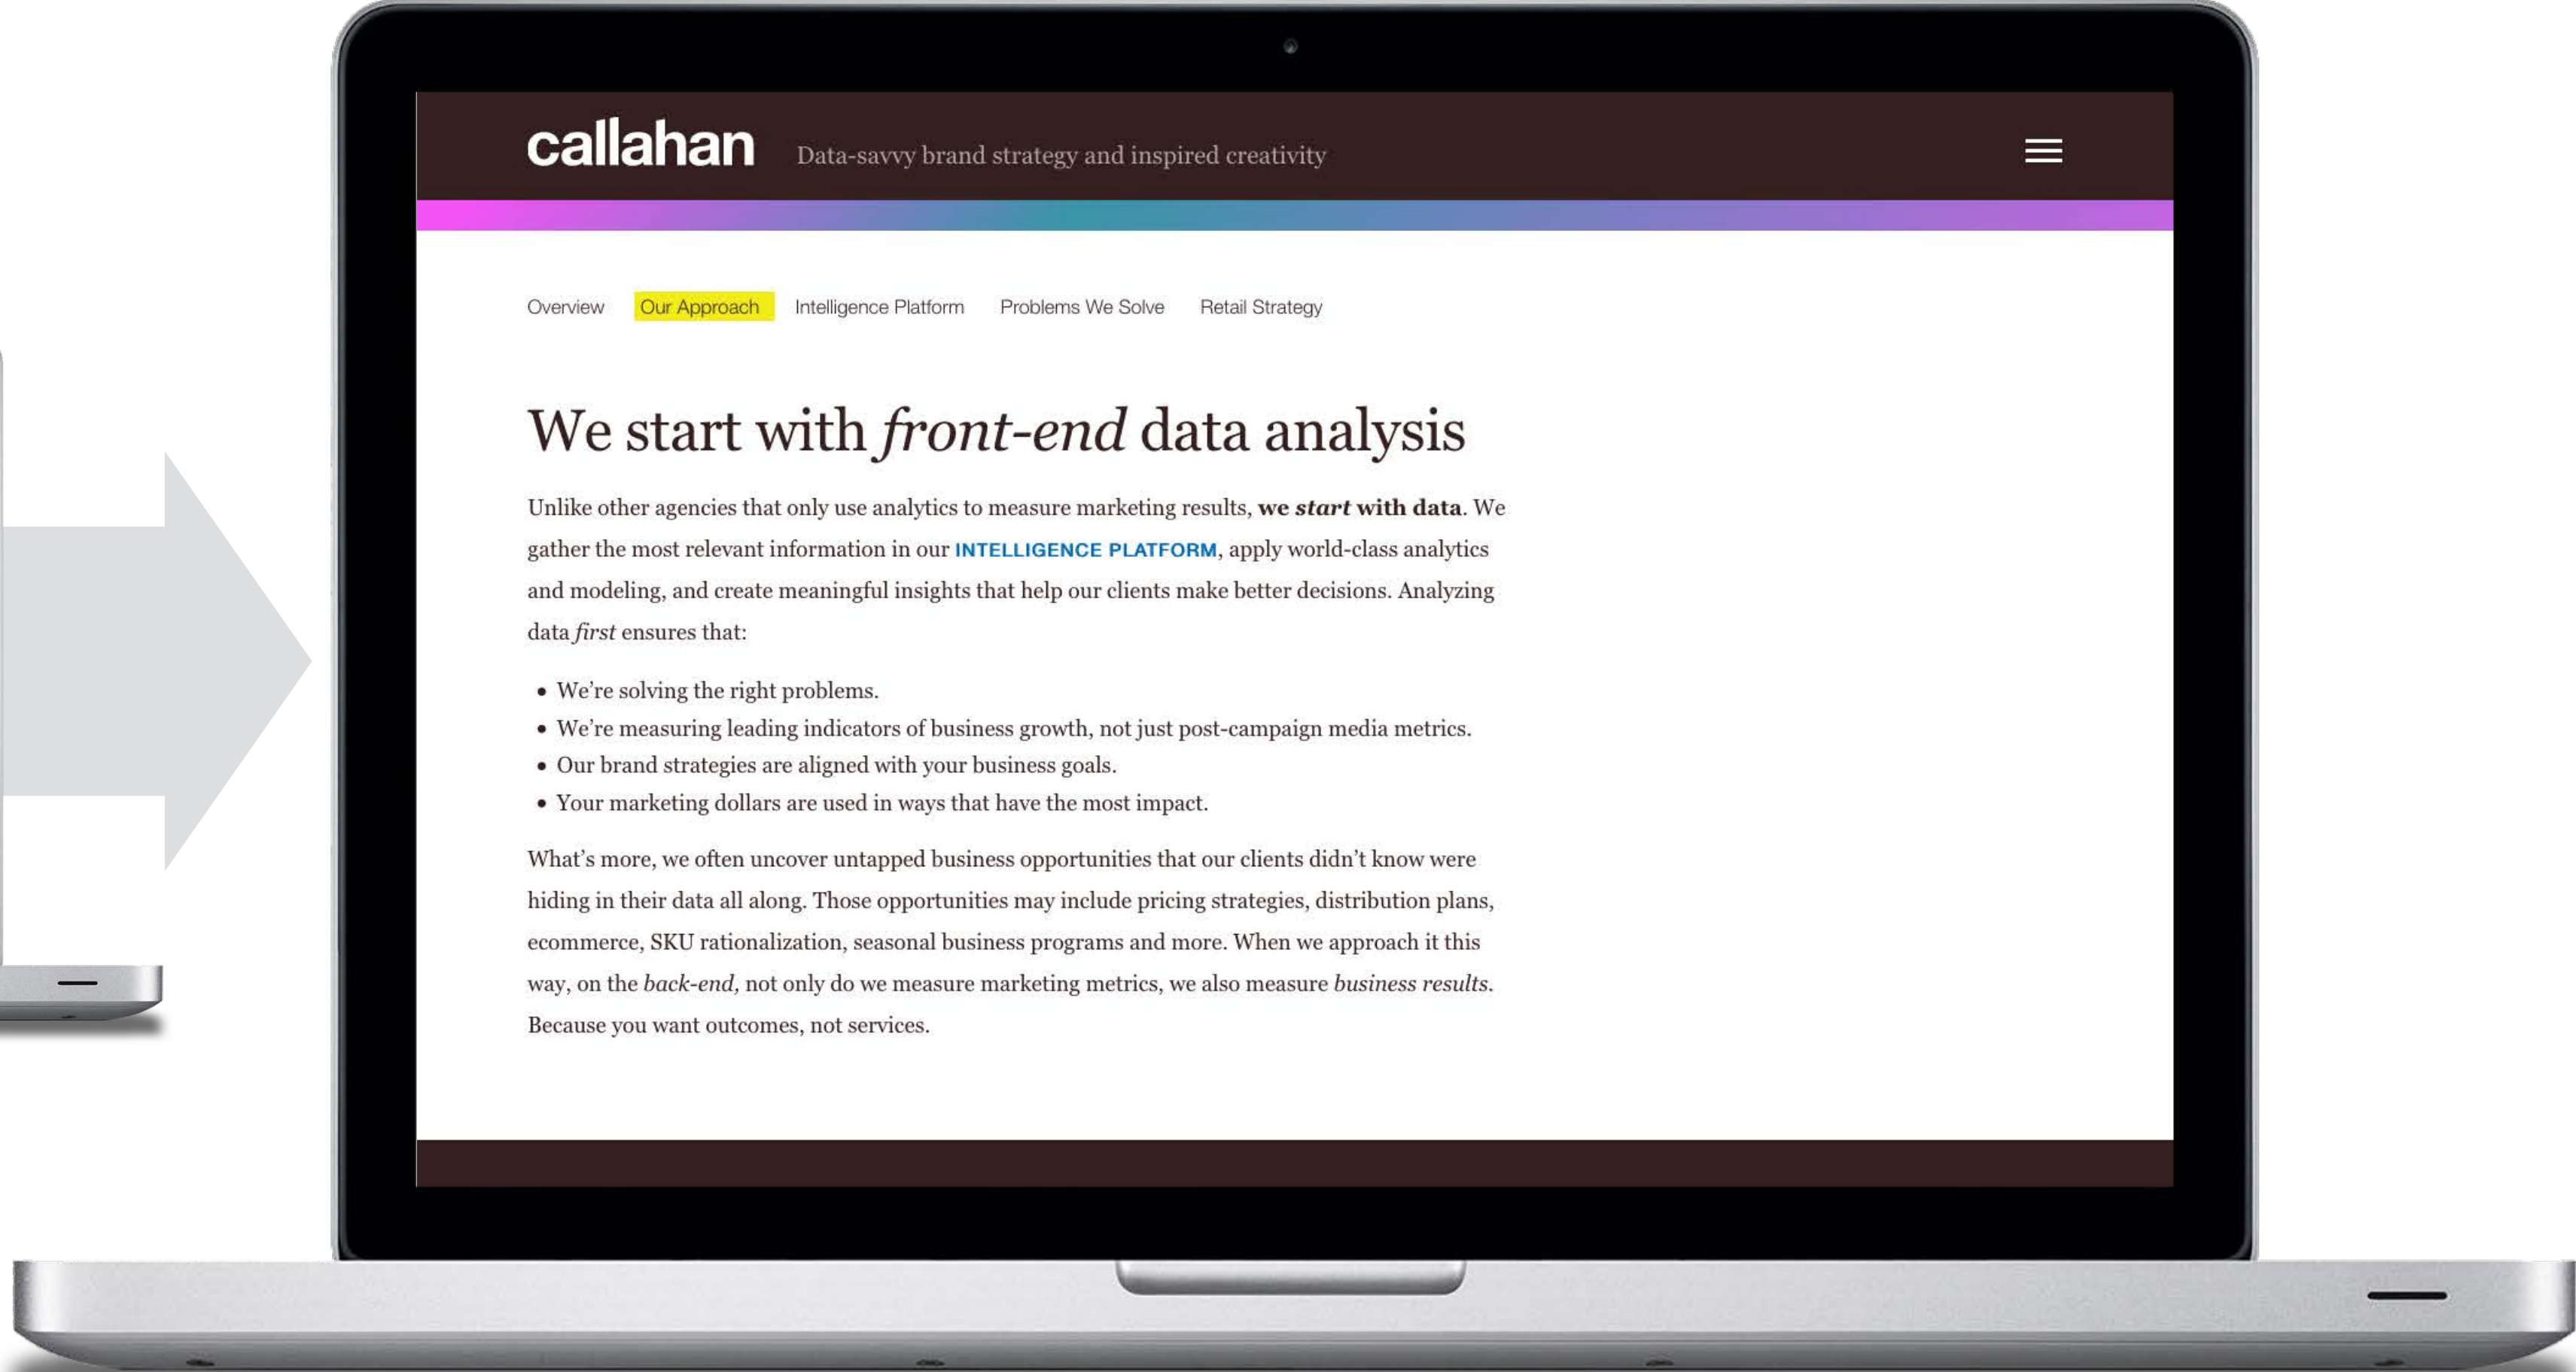 callahan
Data-savvy brand strategy and inspired creativity
Overview Our Approach Intelligence Platform Problems We Solve Retail Strategy
We start with front-end data analysis
Unlike other agencies that only use analytics to measure marketing results, we start with data. We
gather the most relevant information in our INTELLIGENCE PLATFORM, apply world-class analytics
and modeling, and create meaningful insights that help our clients make better decisions. Analyzing
data first ensures that:
• We’re solving the right problems.
• We’re measuring leading indicators of business growth, not just post-campaign media metrics.
• Our brand strategies are aligned with your business goals.
• Your marketing dollars are used in ways that have the most impact.
What’s more, we often uncover untapped business opportunities that our clients didn’t know were
hiding in their data all along. Those opportunities may include pricing strategies, distribution plans,
ecommerce, SKU rationalization, seasonal business programs and more. When we approach it this
way, on the back-end, not only do we measure marketing metrics, we also measure business results.
Because you want outcomes, not services.